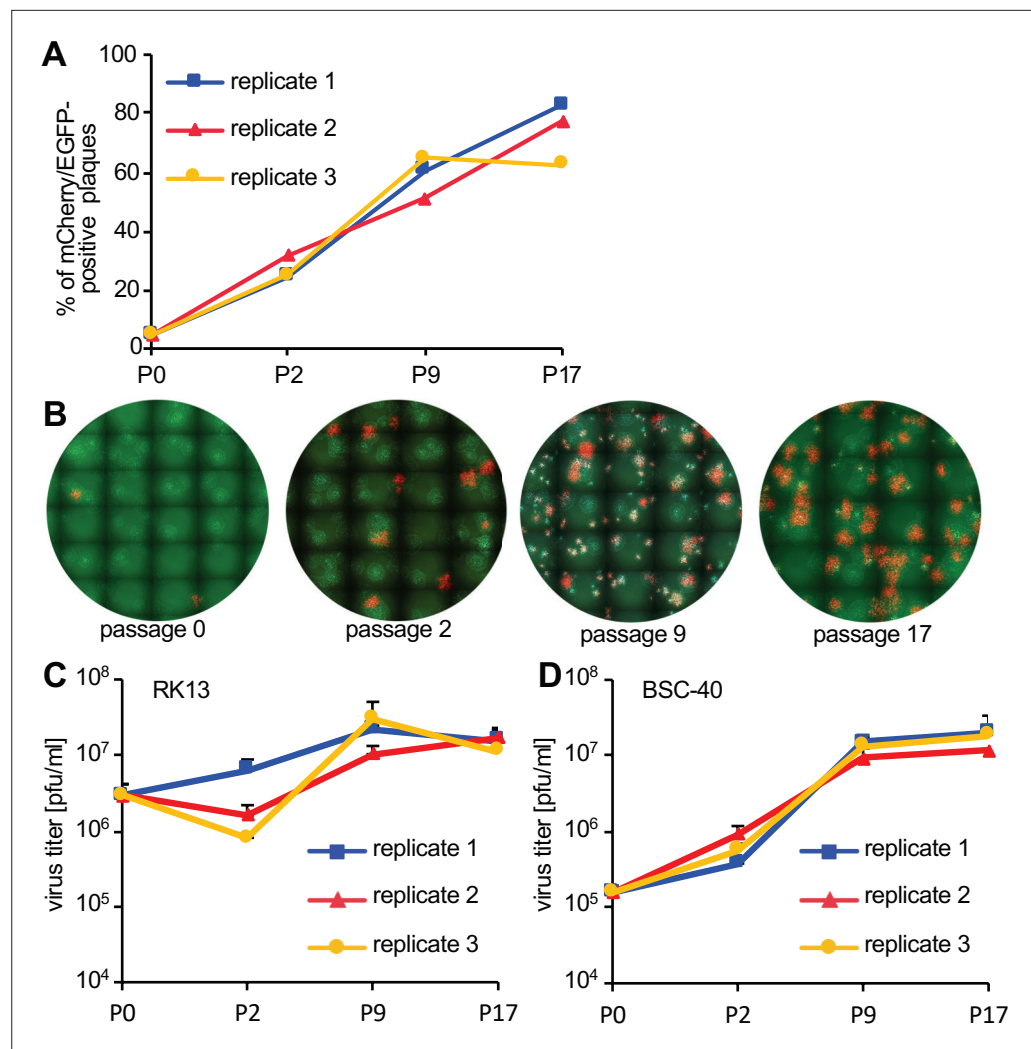 A
100
80
60
40
20
0
% of mCherry/EGFP-
positive plaques
replicate 1
replicate 2
replicate 3
P0 P2 P9 P17
B
passage 0 passage 2 passage 9 passage 17
C
RK13
10⁸
10⁷
10⁶
10⁵
10⁴
virus titer [pfu/ml]
replicate 1
replicate 2
replicate 3
P0 P2 P9 P17
D
BSC-40
10⁸
10⁷
10⁶
10⁵
10⁴
virus titer [pfu/ml]
replicate 1
replicate 2
replicate 3
P0 P2 P9 P17